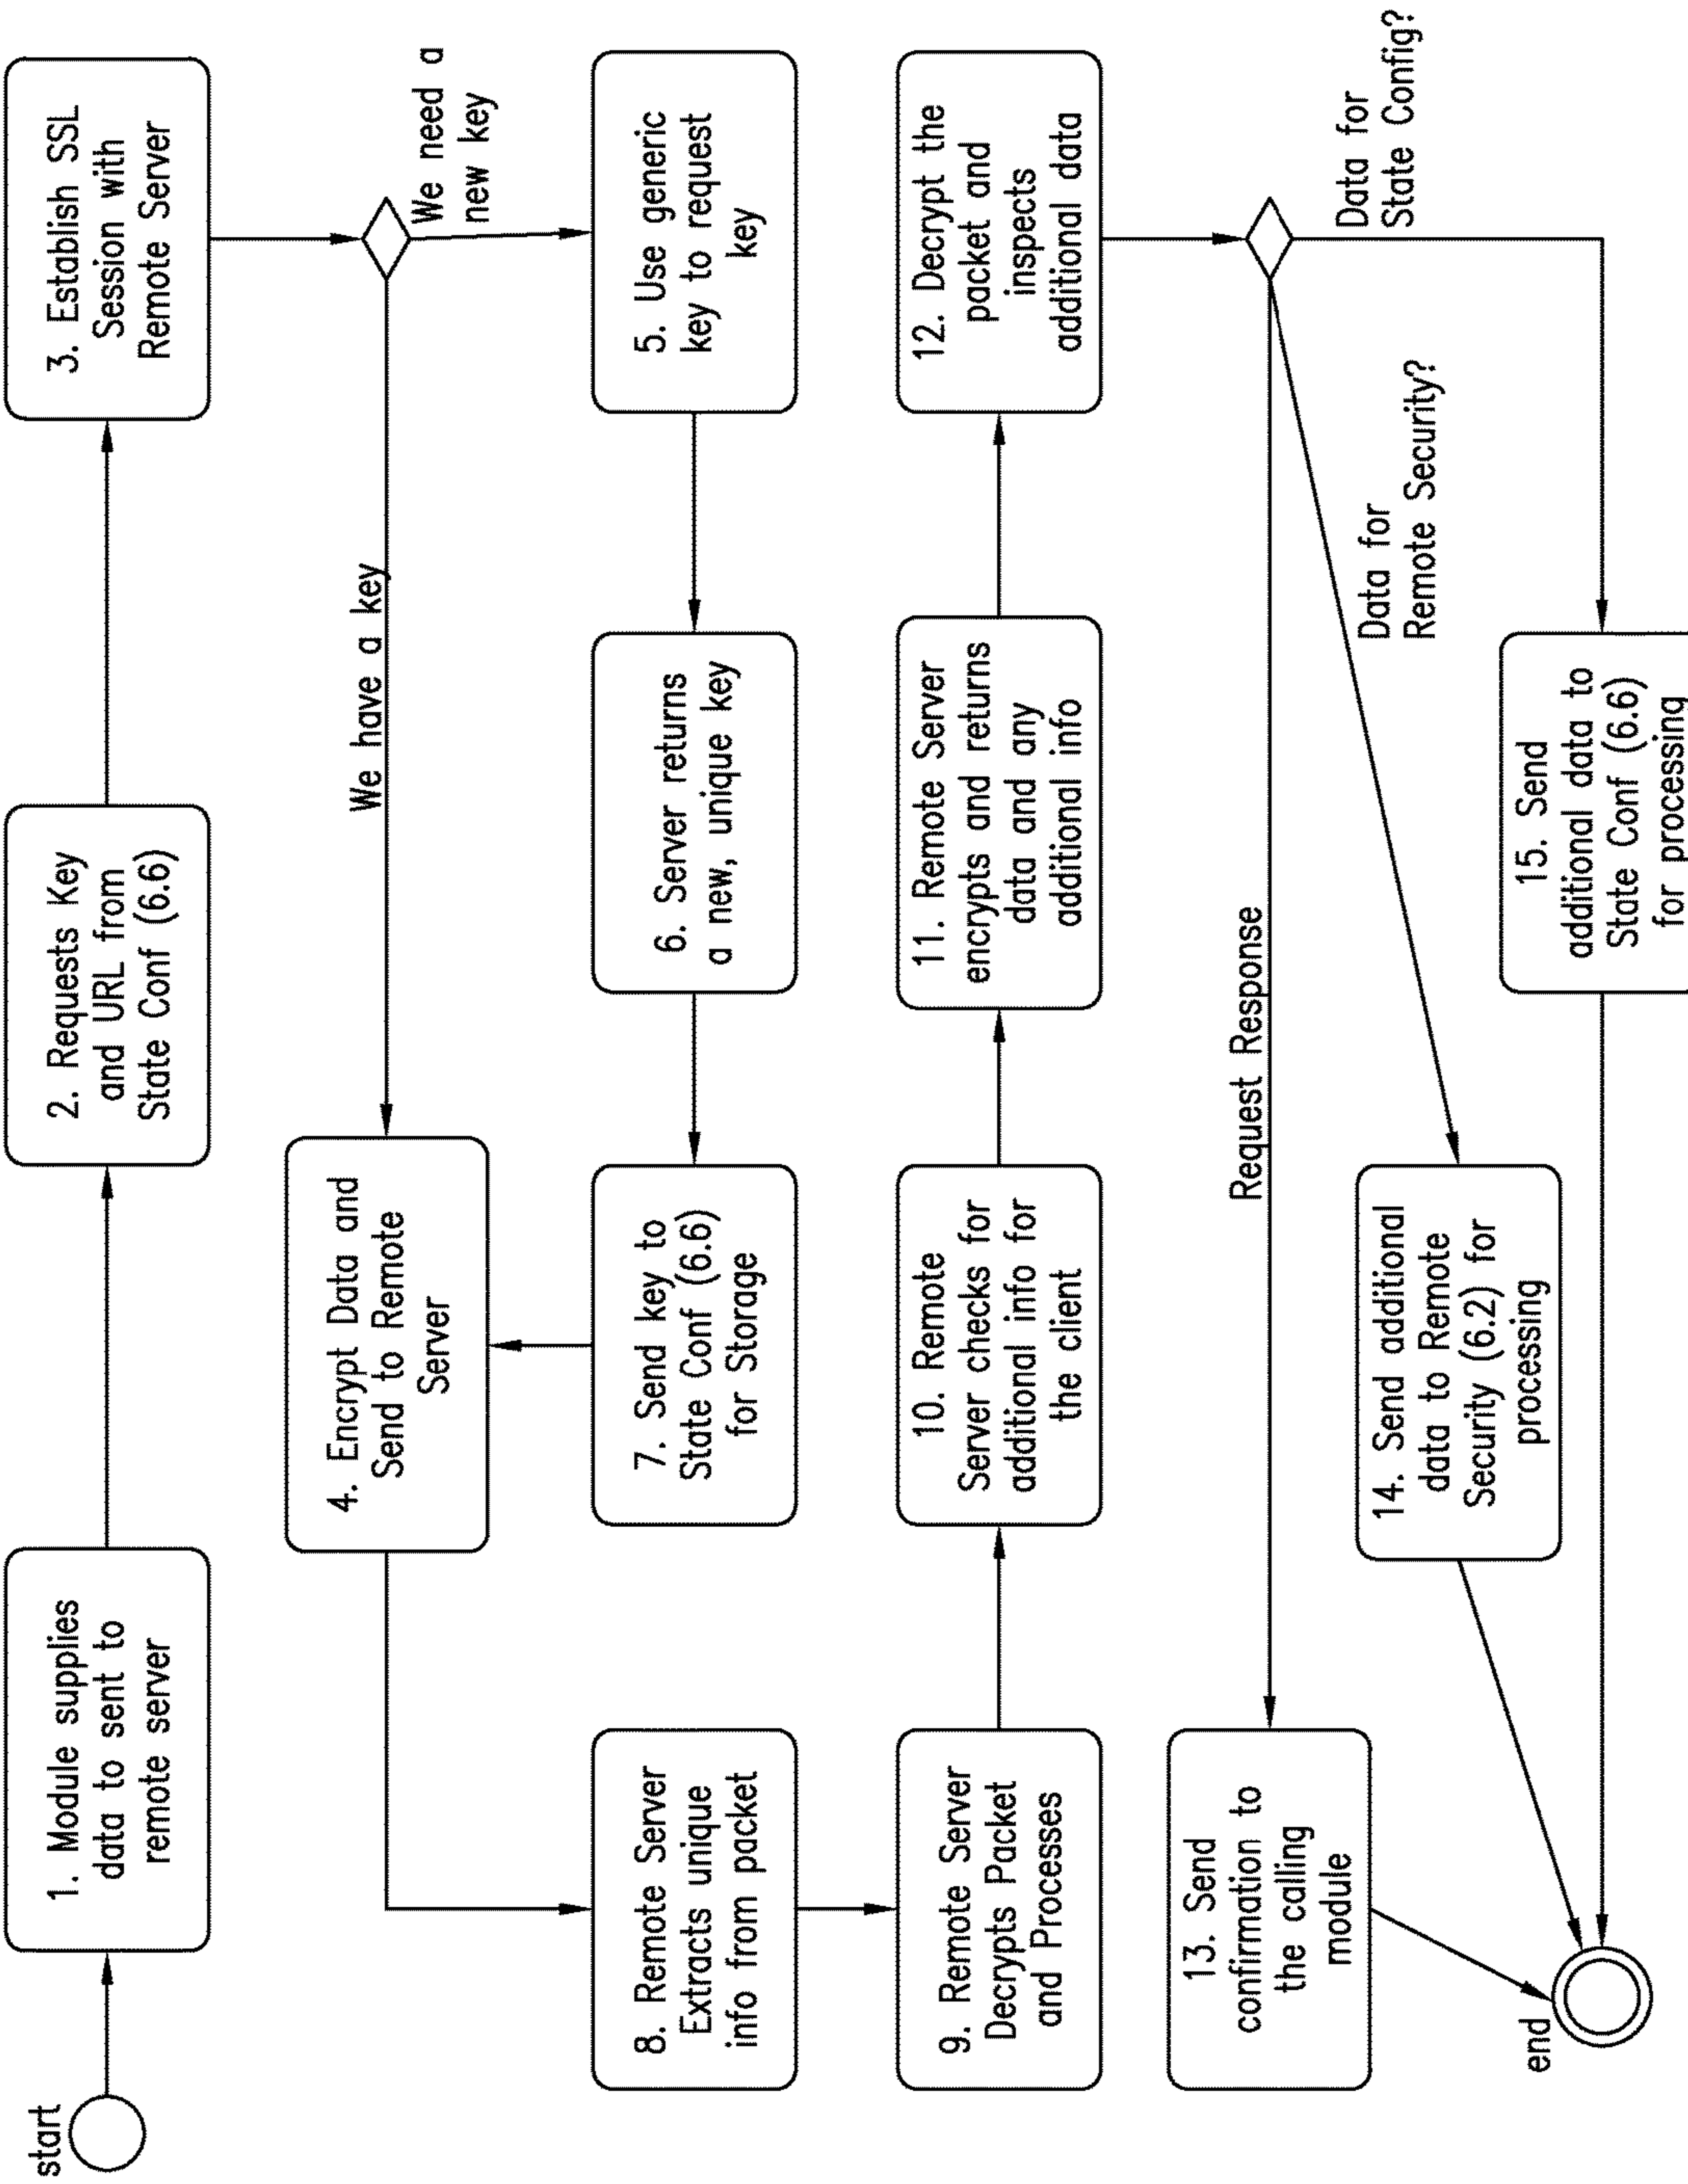 start
1. Module supplies
data to sent to
remote server
2. Requests Key
and URL from
State Conf (6.6)
3. Establish SSL
Session with
Remote Server
We have a key
We need a
new key
4. Encrypt Data and
Send to Remote
Server
5. Use generic
key to request
key
6. Server returns
a new, unique key
7. Send key to
State Conf (6.6)
for Storage
8. Remote Server
Extracts unique
info from packet
9. Remote Server
Decrypts Packet
and Processes
10. Remote
Server checks for
additional info for
the client
11. Remote Server
encrypts and returns
data and any
additional info
12. Decrypt the
packet and
inspects
additional data
Request Response
Data for
Remote Security?
Data for
State Config?
13. Send
confirmation to
the calling
module
14. Send additional
data to Remote
Security (6.2) for
processing
15. Send
additional data to
State Conf (6.6)
for processing
end